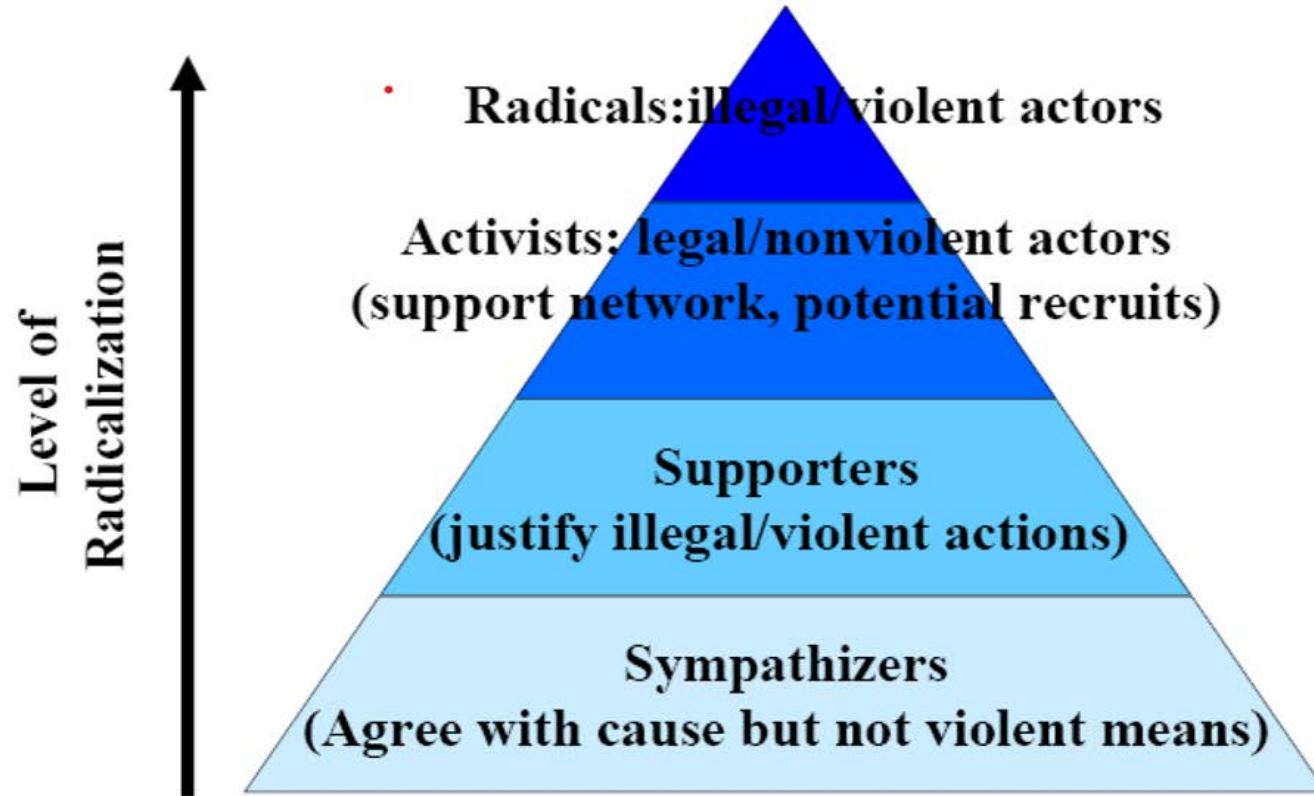 Level of
Radicalization
Radicals:illegal/violent actors
Activists: legal/nonviolent actors
(support network, potential recruits)
Supporters
(justify illegal/violent actions)
Sympathizers
(Agree with cause but not violent means)